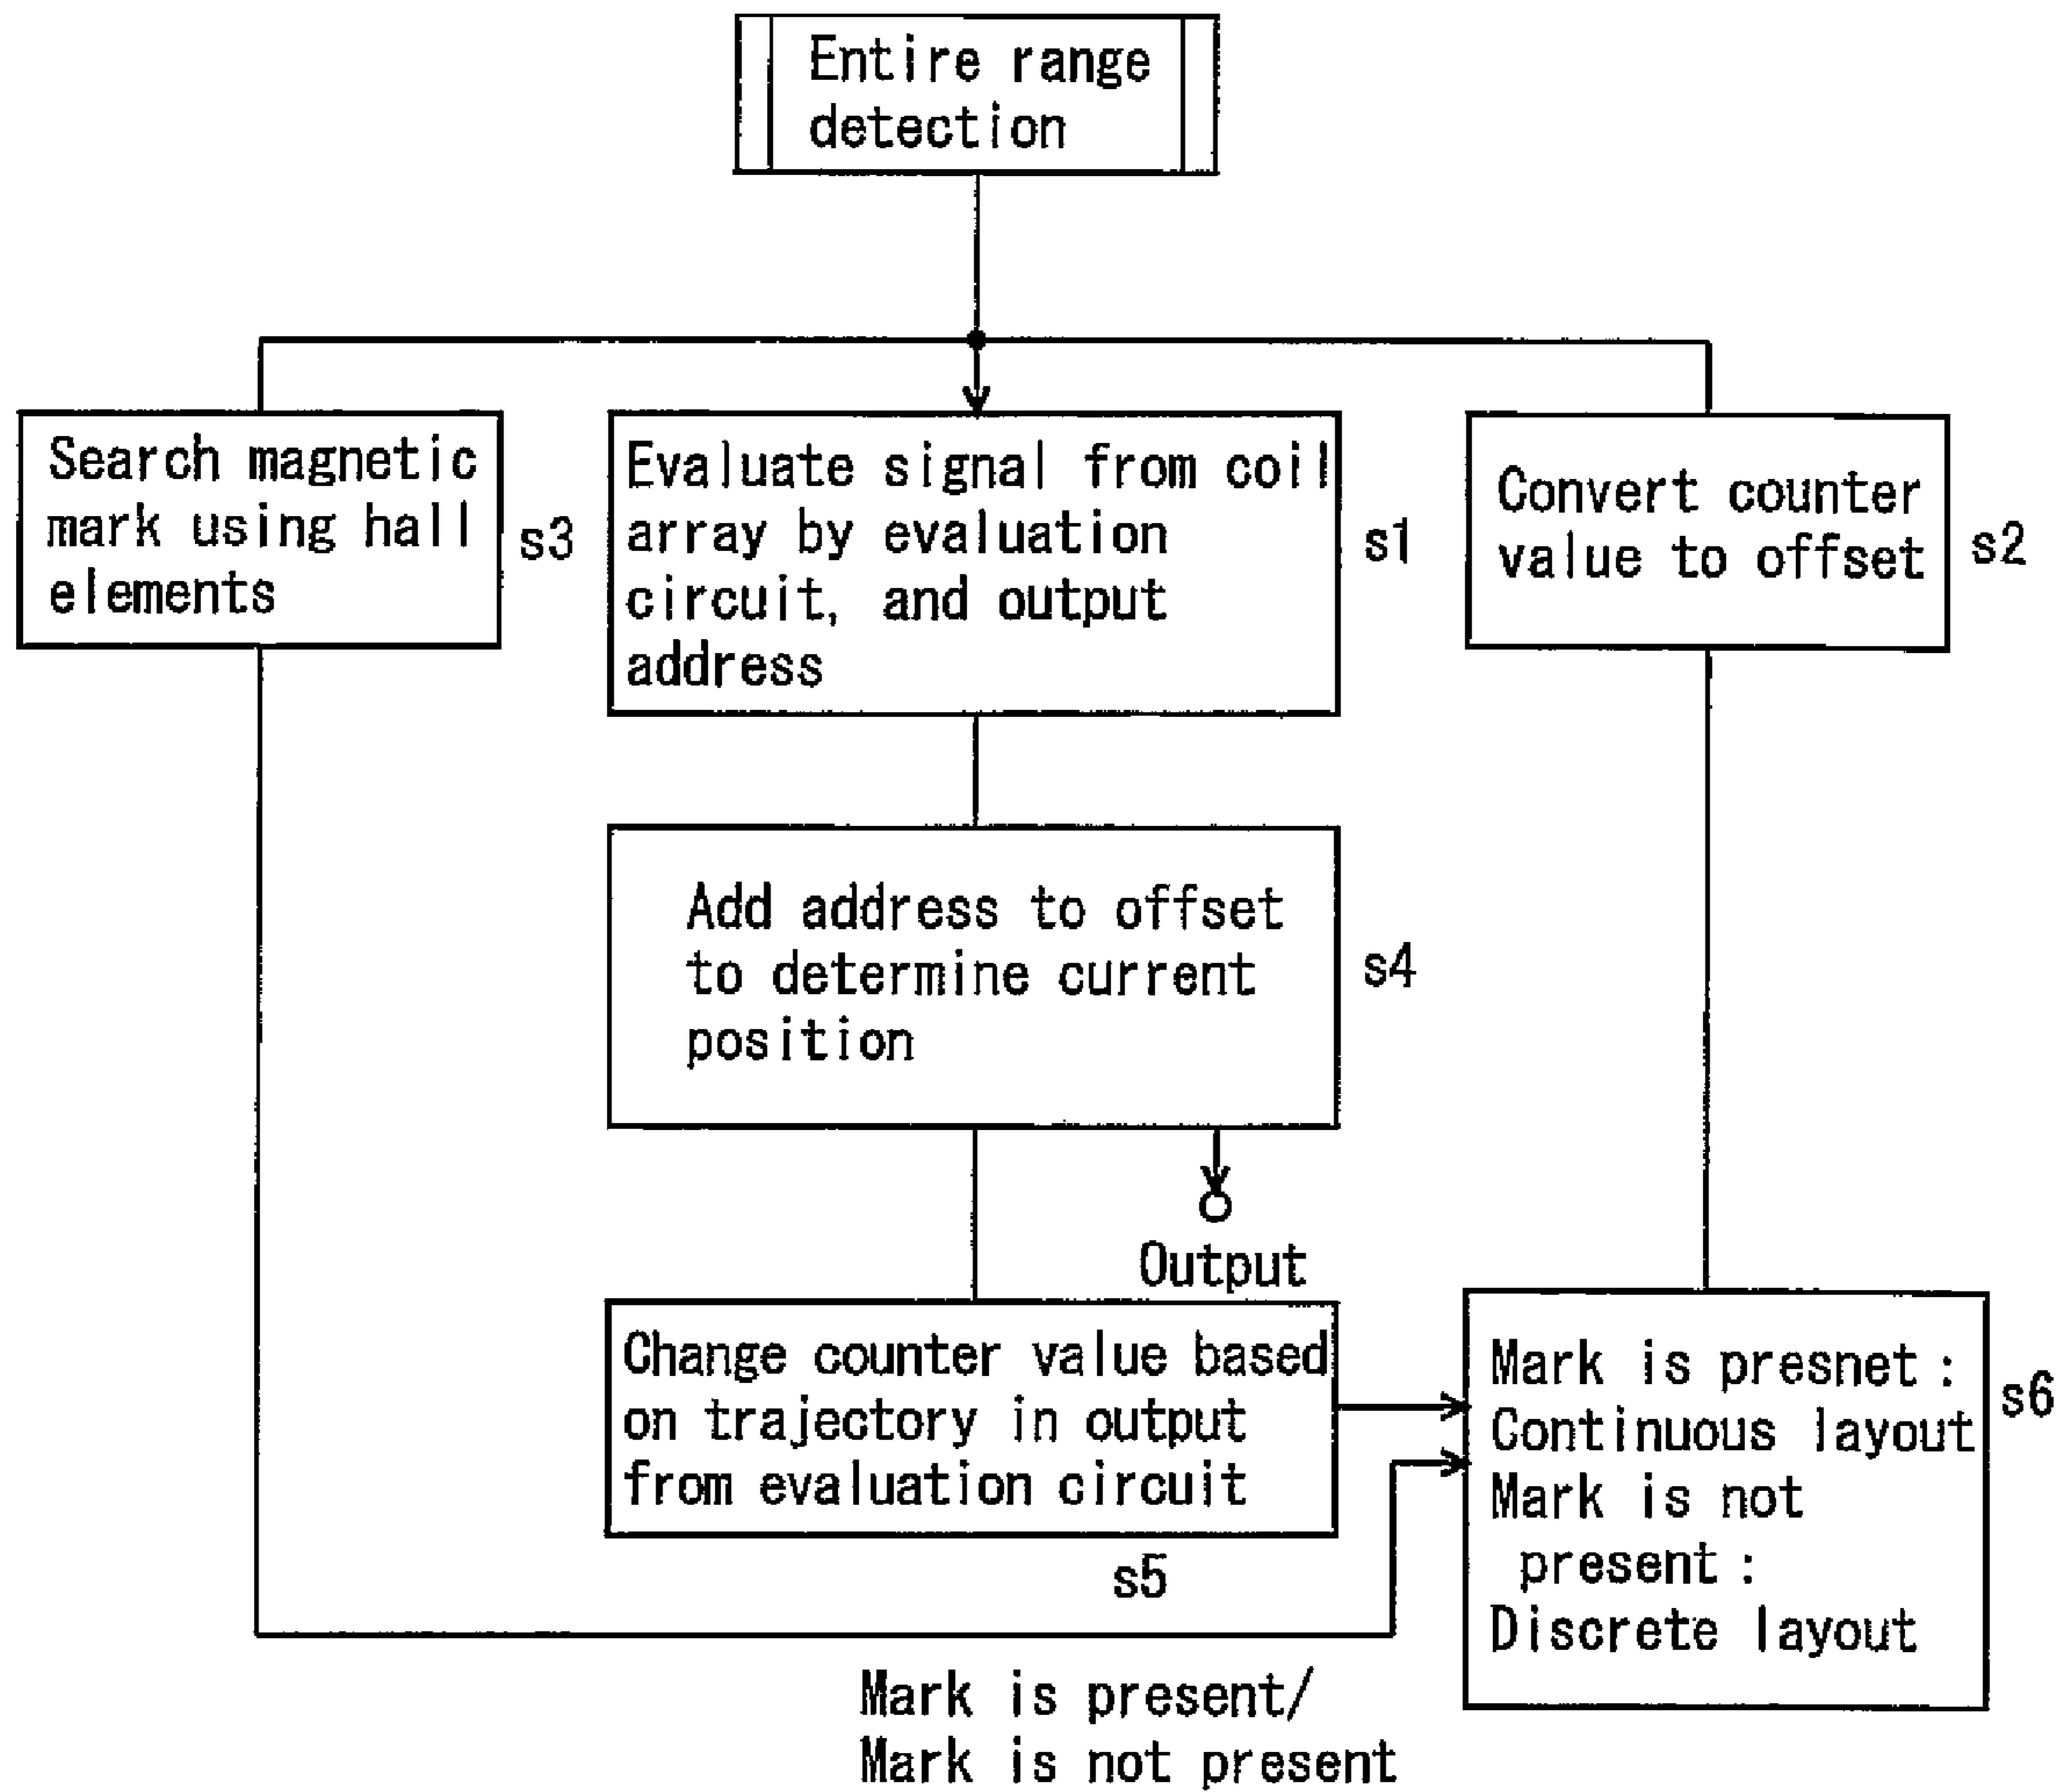 Entire range
detection
Search magnetic
mark using hall
elements
s3
Evaluate signal from coil
array by evaluation
circuit, and output
address
s1
Convert counter
value to offset
s2
Add address to offset
to determine current
position
s4
Output
Change counter value based
on trajectory in output
from evaluation circuit
s5
Mark is presnet:
Continuous layout
Mark is not
present:
Discrete layout
s6
Mark is present/
Mark is not present